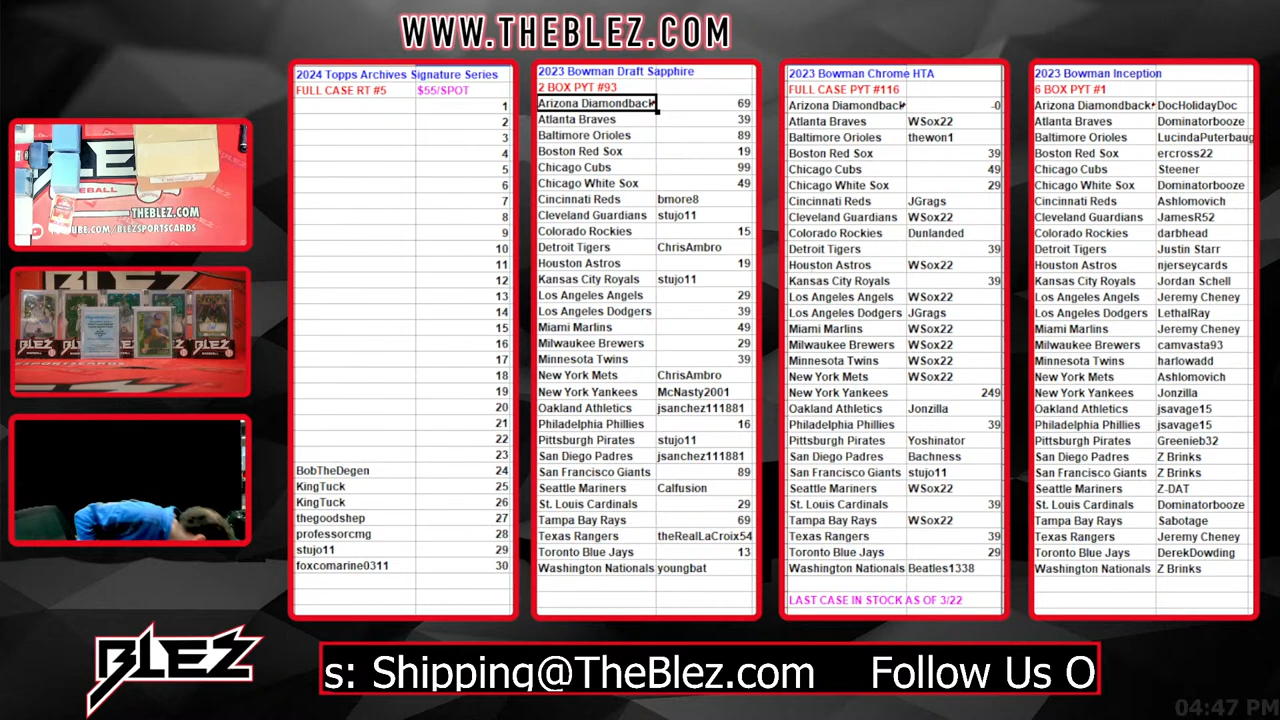 WWW.THEBLEZ.COM
2024 Topps Archives Signature Series
FULL CASE RT #5 $55/SPOT
1
2
3
4
5
6
7
8
9
10
11
12
13
14
15
16
17
18
19
20
21
22
23
BobTheDegen 24
KingTuck 25
KingTuck 26
thegoodshep 27
professorcmg 28
stujo11 29
foxcomarine0311 30
2023 Bowman Draft Sapphire
2 BOX PYT #93
Arizona Diamondback 69
Atlanta Braves 39
Baltimore Orioles 89
Boston Red Sox 19
Chicago Cubs 99
Chicago White Sox 49
Cincinnati Reds bmore8
Cleveland Guardians stujo11
Colorado Rockies 15
Detroit Tigers ChrisAmbro
Houston Astros 19
Kansas City Royals stujo11
Los Angeles Angels 29
Los Angeles Dodgers 39
Miami Marlins 49
Milwaukee Brewers 29
Minnesota Twins 39
New York Mets ChrisAmbro
New York Yankees McNasty2001
Oakland Athletics jsanchez111881
Philadelphia Phillies 16
Pittsburgh Pirates stujo11
San Diego Padres jsanchez111881
San Francisco Giants 89
Seattle Mariners Calfusion
St. Louis Cardinals 29
Tampa Bay Rays 69
Texas Rangers theRealLaCroix54
Toronto Blue Jays 13
Washington Nationals youngbat
2023 Bowman Chrome HTA
FULL CASE PYT #116
Arizona Diamondback -0
Atlanta Braves WSox22
Baltimore Orioles thewon1
Boston Red Sox 39
Chicago Cubs 49
Chicago White Sox 29
Cincinnati Reds JGrags
Cleveland Guardians WSox22
Colorado Rockies Dunlanded
Detroit Tigers 39
Houston Astros WSox22
Kansas City Royals 39
Los Angeles Angels WSox22
Los Angeles Dodgers JGrags
Miami Marlins WSox22
Milwaukee Brewers WSox22
Minnesota Twins WSox22
New York Mets WSox22
New York Yankees 249
Oakland Athletics Jonzilla
Philadelphia Phillies 39
Pittsburgh Pirates Yoshinator
San Diego Padres Bachness
San Francisco Giants stujo11
Seattle Mariners WSox22
St. Louis Cardinals 39
Tampa Bay Rays WSox22
Texas Rangers 39
Toronto Blue Jays 29
Washington Nationals Beatles1338
LAST CASE IN STOCK AS OF 3/22
2023 Bowman Inception
6 BOX PYT #1
Arizona Diamondback DocHolidayDoc
Atlanta Braves Dominatorbooze
Baltimore Orioles LucindaPuterbaug
Boston Red Sox ercross22
Chicago Cubs Steener
Chicago White Sox Dominatorbooze
Cincinnati Reds Ashlomovich
Cleveland Guardians JamesR52
Colorado Rockies darbhead
Detroit Tigers Justin Starr
Houston Astros njerseycards
Kansas City Royals Jordan Schell
Los Angeles Angels Jeremy Cheney
Los Angeles Dodgers LethalRay
Miami Marlins Jeremy Cheney
Milwaukee Brewers camvasta93
Minnesota Twins harlowadd
New York Mets Ashlomovich
New York Yankees Jonzilla
Oakland Athletics jsavage15
Philadelphia Phillies jsavage15
Pittsburgh Pirates Greenieb32
San Diego Padres Z Brinks
San Francisco Giants Z Brinks
Seattle Mariners Z-DAT
St. Louis Cardinals Dominatorbooze
Tampa Bay Rays Sabotage
Texas Rangers Jeremy Cheney
Toronto Blue Jays DerekDowding
Washington Nationals Z Brinks
THEBLEZ.COM
BLEZ
BLEZ
BLEZ
s: Shipping@TheBlez.com Follow Us O
04:47 PM